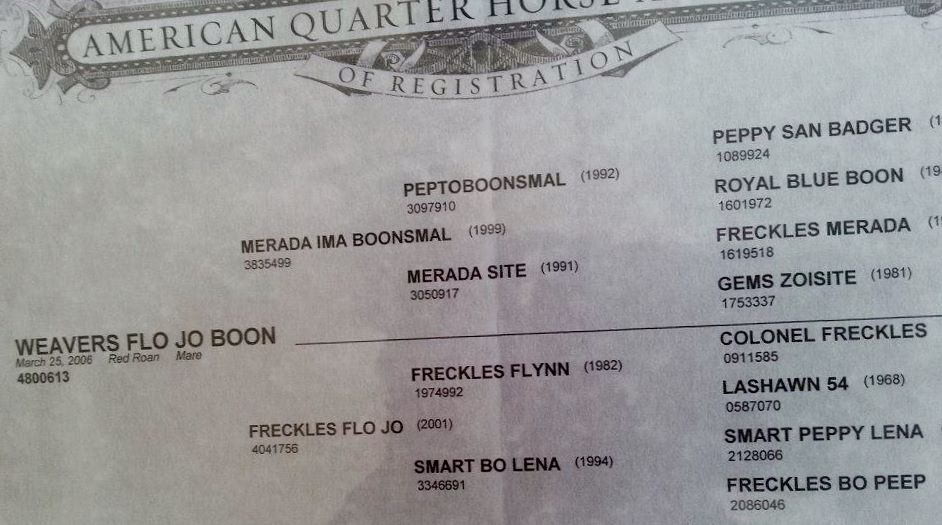 AMERICAN QUARTER HORSE
OF REGISTRATION
PEPPY SAN BADGER
1089924
PEPTOBOONSMAL (1992)
3097910
ROYAL BLUE BOON
1601972
MERADA IMA BOONSMAL (1999)
3835499
FRECKLES MERADA
1619518
MERADA SITE (1991)
3050917
GEMS ZOISITE (1981)
1753337
WEAVERS FLO JO BOON
March 25, 2006 Red Roan Mare
4800613
COLONEL FRECKLES
0911585
FRECKLES FLYNN (1982)
1974992
LASHAWN 54 (1968)
0587070
FRECKLES FLO JO (2001)
4041756
SMART PEPPY LENA
2128066
SMART BO LENA (1994)
3346691
FRECKLES BO PEEP
2086046